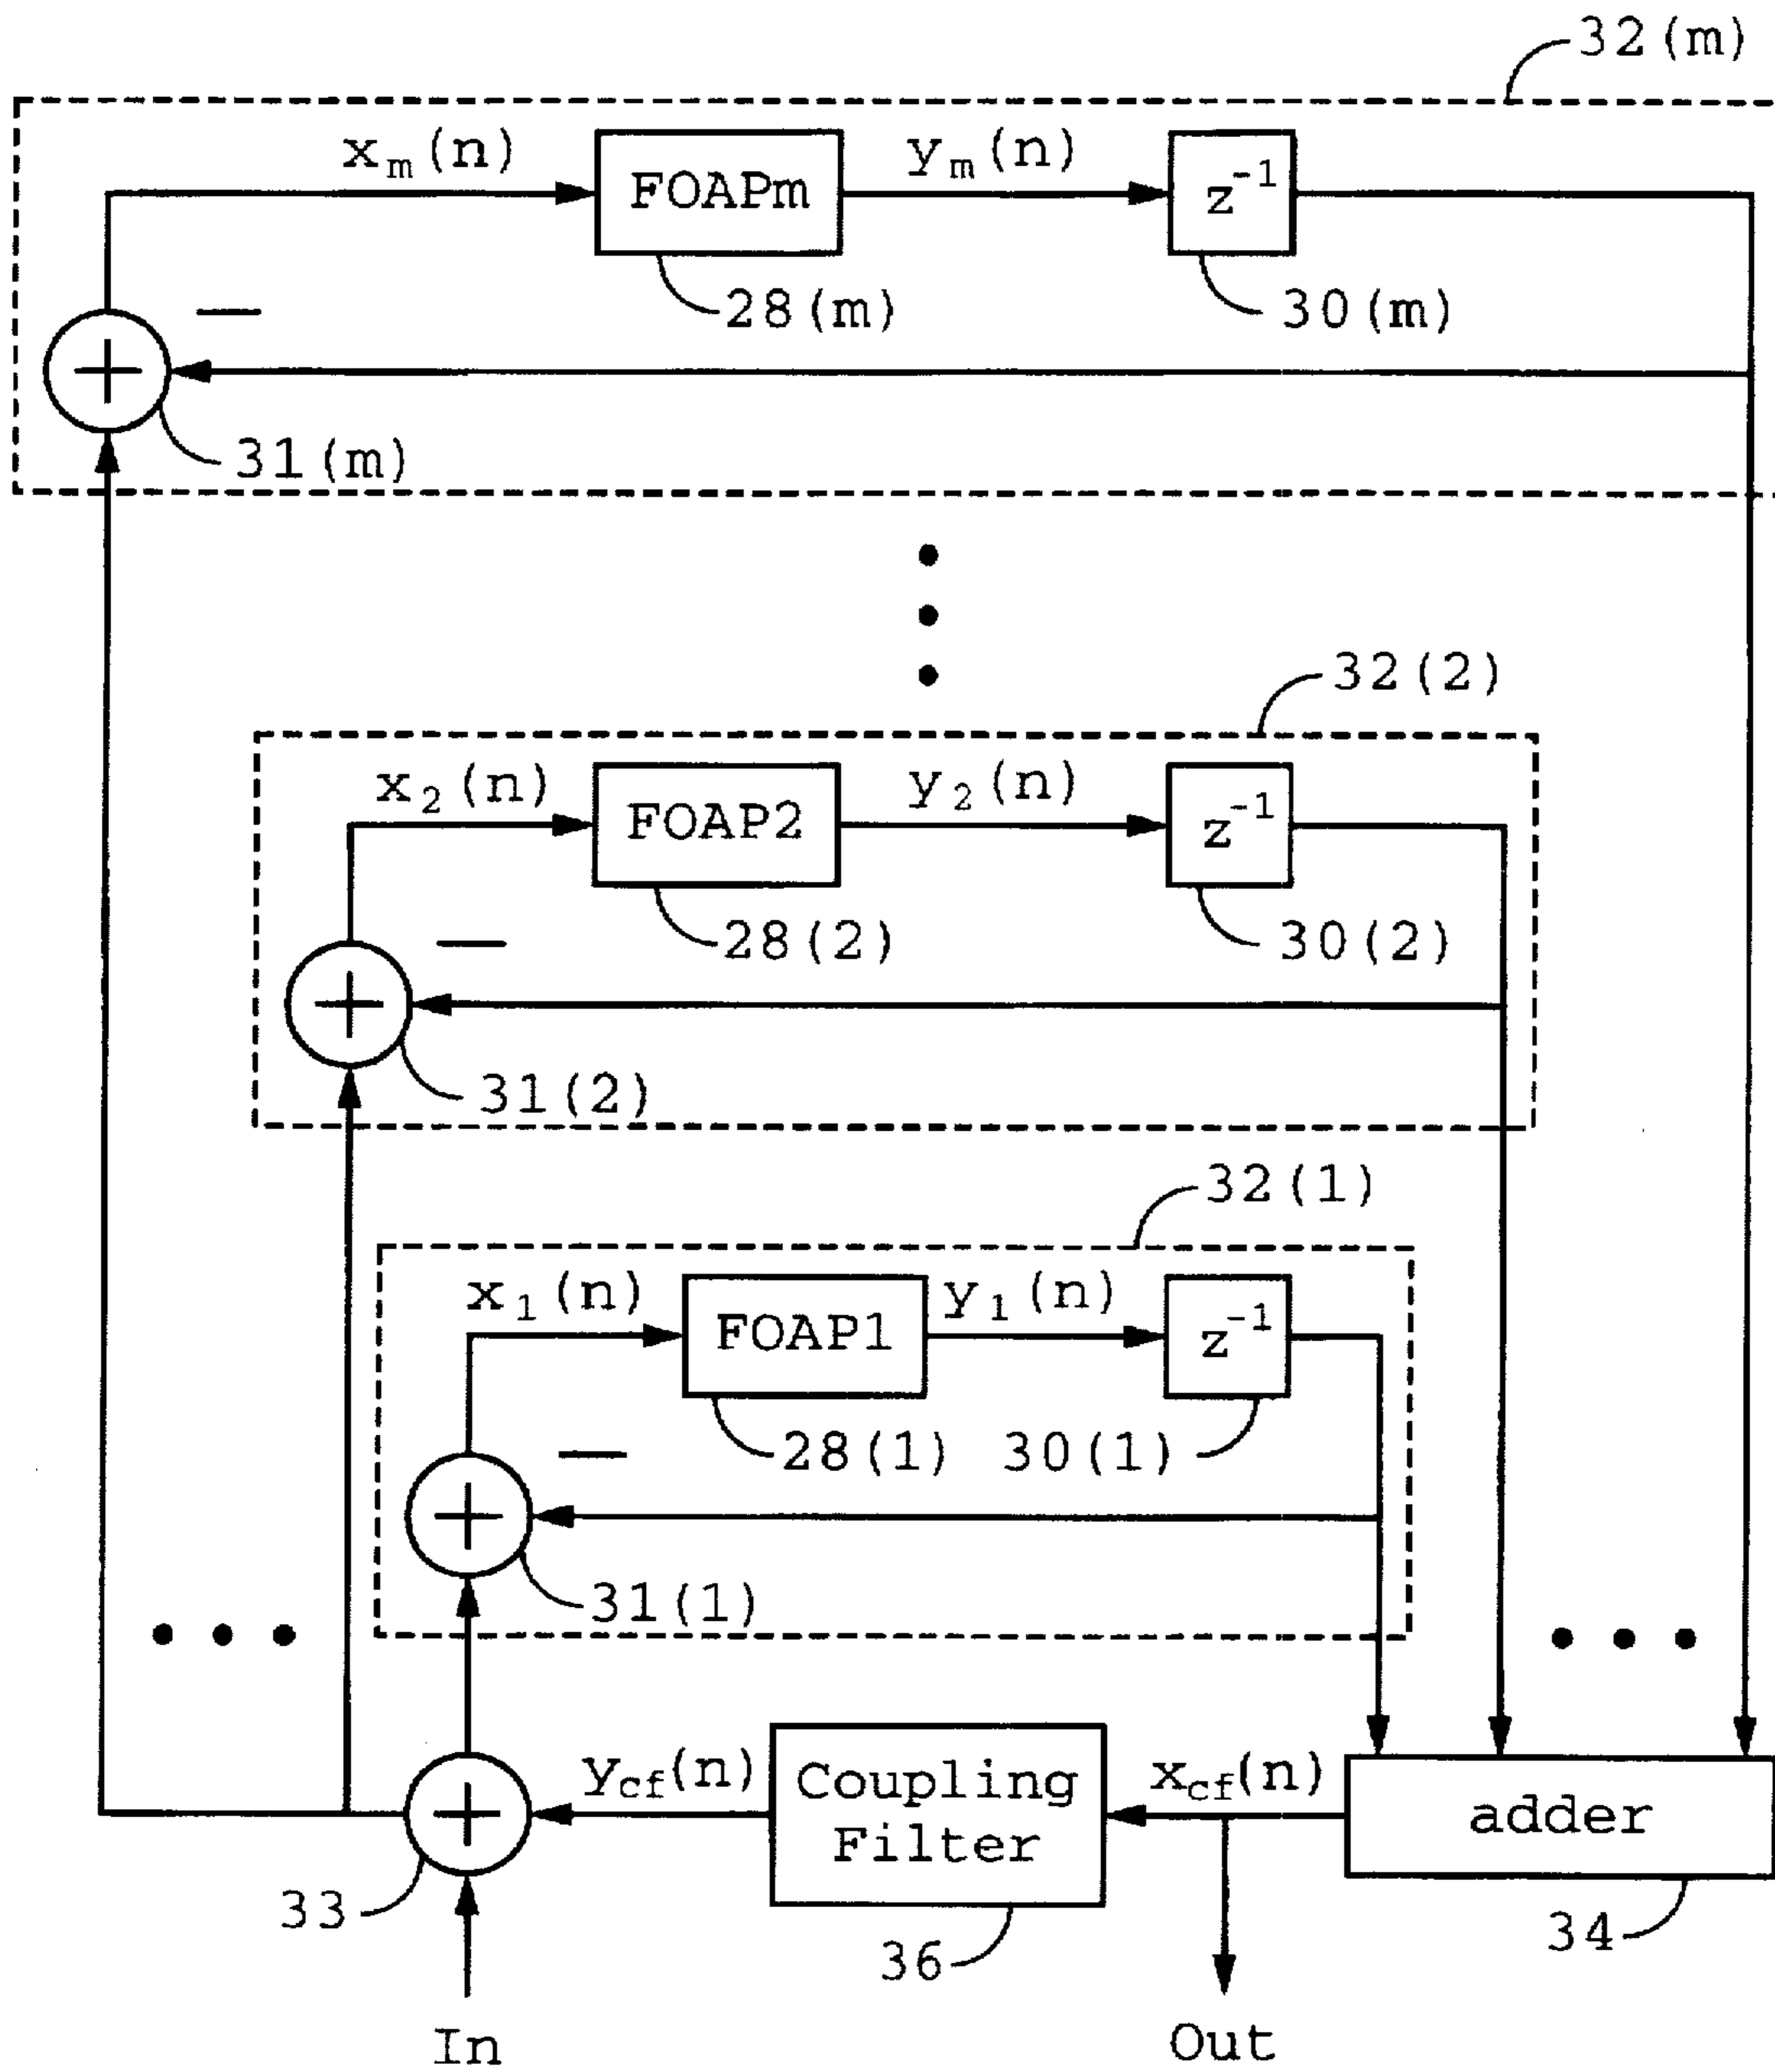 32(m)
xₘ(n)
FOAPm
yₘ(n)
z⁻¹
28(m)
30(m)
−
+
31(m)
32(2)
x₂(n)
FOAP2
y₂(n)
z⁻¹
28(2)
30(2)
−
+
31(2)
32(1)
x₁(n)
FOAP1
y₁(n)
z⁻¹
28(1)
30(1)
−
+
31(1)
+
y_cf(n)
Coupling
Filter
x_cf(n)
adder
33
36
34
In
Out